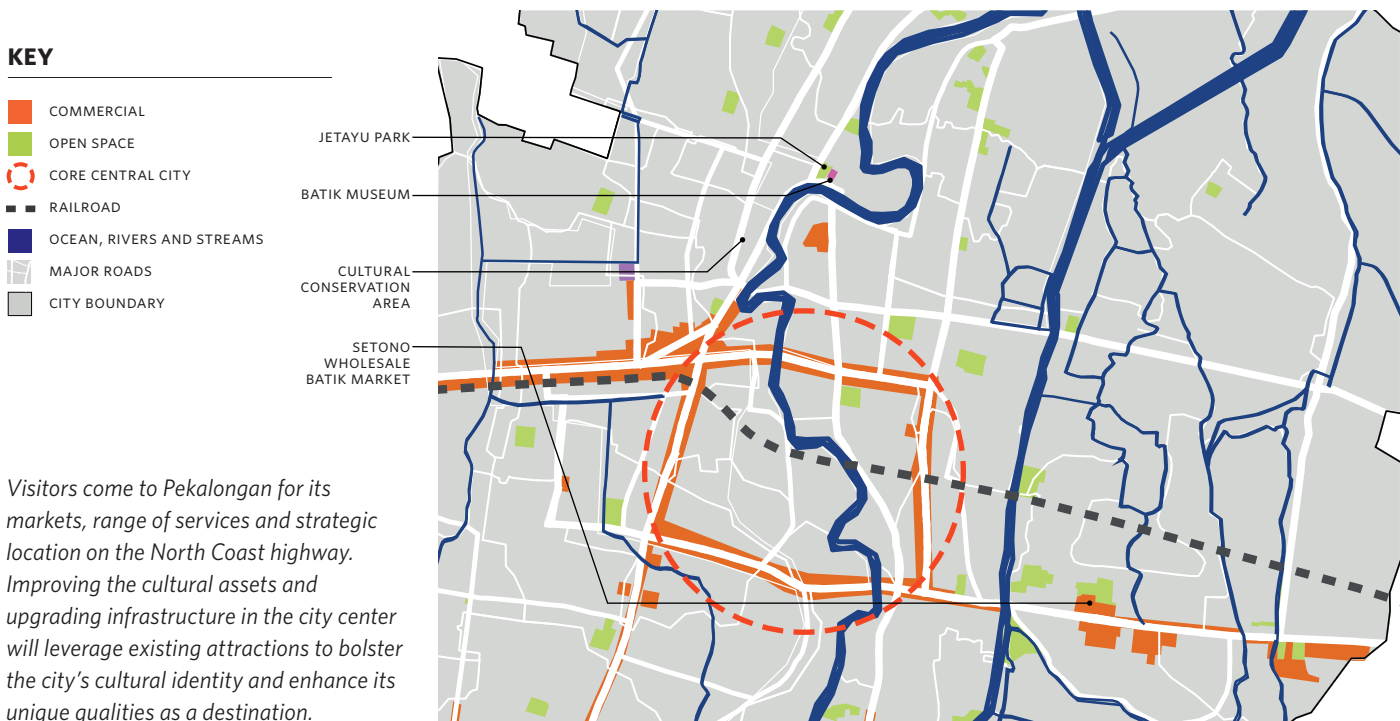 KEY
COMMERCIAL
OPEN SPACE
CORE CENTRAL CITY
RAILROAD
OCEAN, RIVERS AND STREAMS
MAJOR ROADS
CITY BOUNDARY
JETAYU PARK
BATIK MUSEUM
CULTURAL
CONSERVATION
AREA
SETONO
WHOLESALE
BATIK MARKET
Visitors come to Pekalongan for its
markets, range of services and strategic
location on the North Coast highway.
Improving the cultural assets and
upgrading infrastructure in the city center
will leverage existing attractions to bolster
the city’s cultural identity and enhance its
unique qualities as a destination.